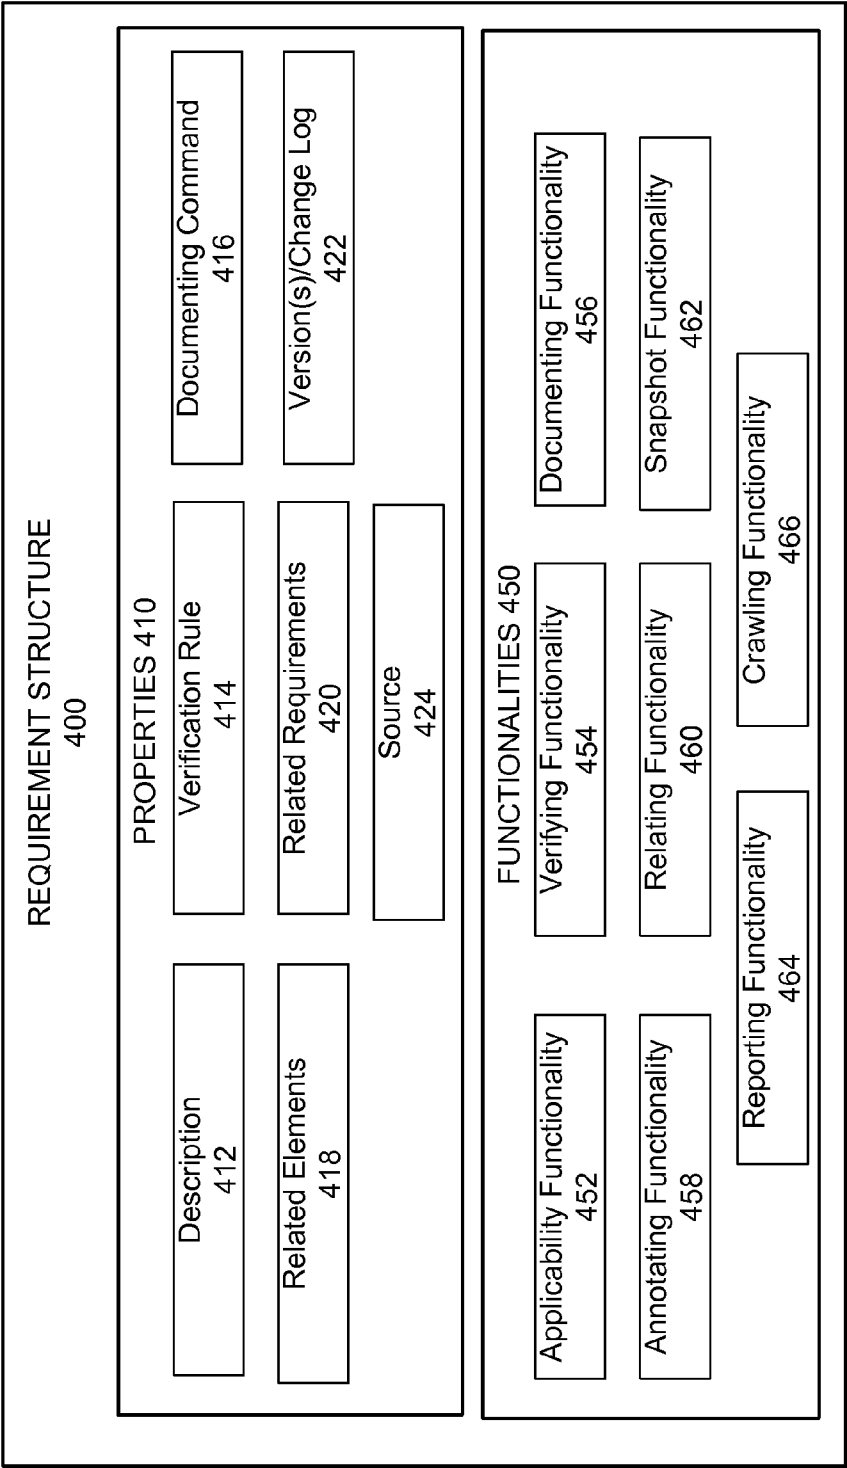 REQUIREMENT STRUCTURE
400
PROPERTIES 410
Description
412
Verification Rule
414
Documenting Command
416
Related Elements
418
Related Requirements
420
Version(s)/Change Log
422
Source
424
FUNCTIONALITIES 450
Applicability Functionality
452
Verifying Functionality
454
Documenting Functionality
456
Annotating Functionality
458
Relating Functionality
460
Snapshot Functionality
462
Reporting Functionality
464
Crawling Functionality
466